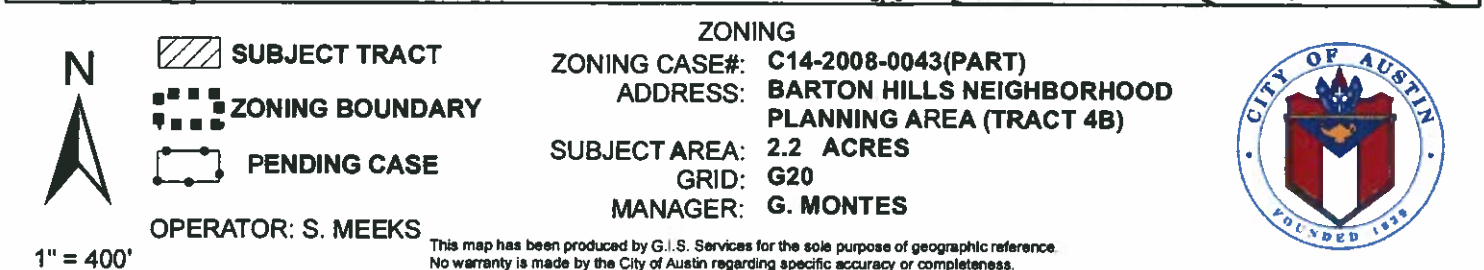 N
1" = 400'
SUBJECT TRACT
ZONING BOUNDARY
PENDING CASE
OPERATOR: S. MEEKS
ZONING
ZONING CASE#: C14-2008-0043(PART)
ADDRESS: BARTON HILLS NEIGHBORHOOD
PLANNING AREA (TRACT 4B)
SUBJECT AREA: 2.2 ACRES
GRID: G20
MANAGER: G. MONTES
This map has been produced by G.I.S. Services for the sole purpose of geographic reference.
No warranty is made by the City of Austin regarding specific accuracy or completeness.
CITY OF AUSTIN
FOUNDED 1839